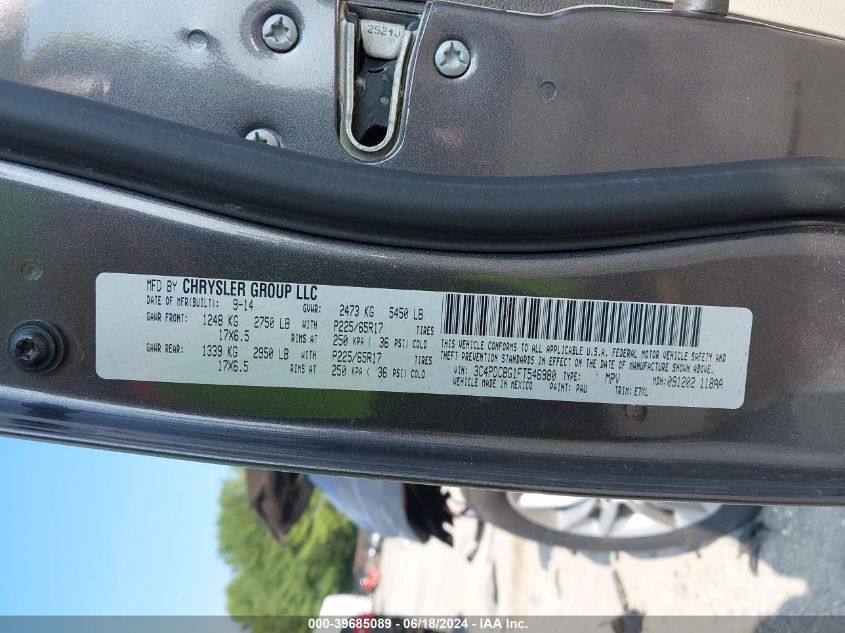 2524J
MFD BY CHRYSLER GROUP LLC
DATE OF MFR(BUILT): 9-14 GVWR: 2473 KG 5450 LB
GAWR FRONT: 1248 KG 2750 LB WITH P225/65R17 TIRES
17X6.5 RIMS AT 250 KPA ( 36 PSI) COLD
GAWR REAR: 1339 KG 2950 LB WITH P225/65R17 TIRES
17X6.5 RIMS AT 250 KPA ( 36 PSI) COLD
THIS VEHICLE CONFORMS TO ALL APPLICABLE U.S.A. FEDERAL MOTOR VEHICLE SAFETY AND
THEFT PREVENTION STANDARDS IN EFFECT ON THE DATE OF MANUFACTURE SHOWN ABOVE.
VIN: 3C4PDCBG1FT546980 TYPE: MPV MDH: 091202 118AA
VEHICLE MADE IN MEXICO PAINT: PAU TRIM: E7XL
000-39685089 - 06/18/2024 - IAA Inc.